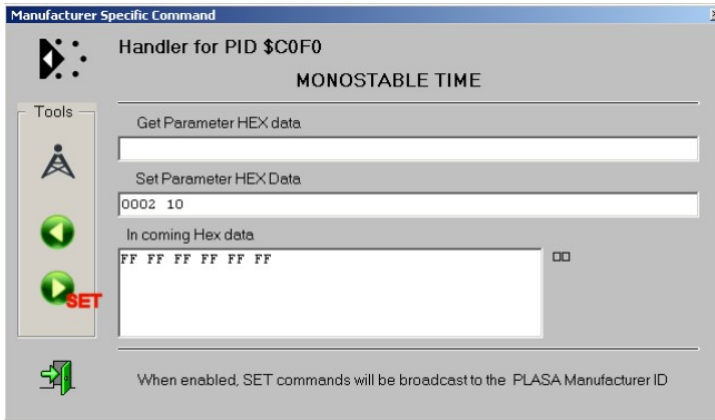 Manufacturer Specific Command
Handler for PID $C0F0
MONOSTABLE TIME
Tools
Get Parameter HEX data
Set Parameter HEX Data
0002 10
In coming Hex data
FF FF FF FF FF FF
SET
When enabled, SET commands will be broadcast to the PLASA Manufacturer ID